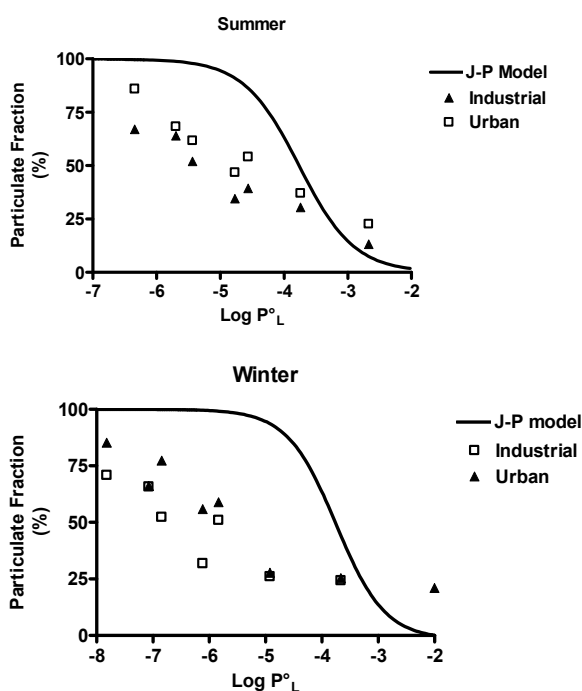 Summer
Particulate Fraction
(%)
100
75
50
25
0
-7 -6 -5 -4 -3 -2
Log P°L
J-P Model
Industrial
Urban
Winter
Particulate Fraction
(%)
100
75
50
25
0
-8 -7 -6 -5 -4 -3 -2
Log P°L
J-P model
Industrial
Urban